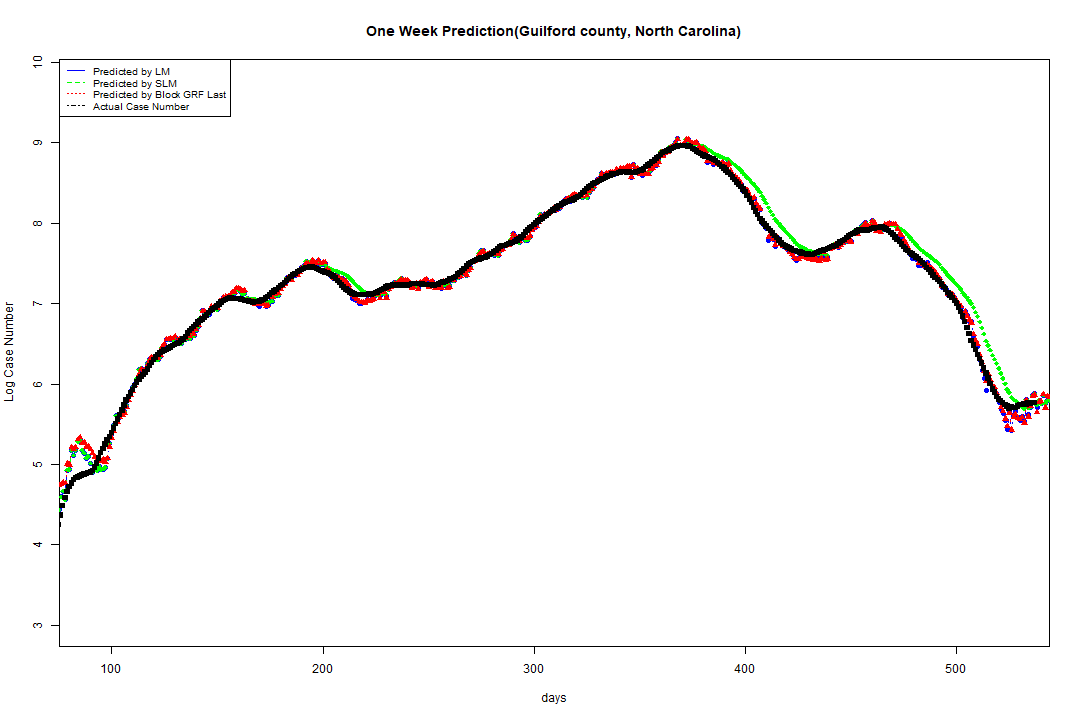 One Week Prediction(Guilford county, North Carolina)
Predicted by LM
Predicted by SLM
Predicted by Block GRF Last
Actual Case Number
Log Case Number
10
9
8
7
6
5
4
3
100 200 300 400 500
days